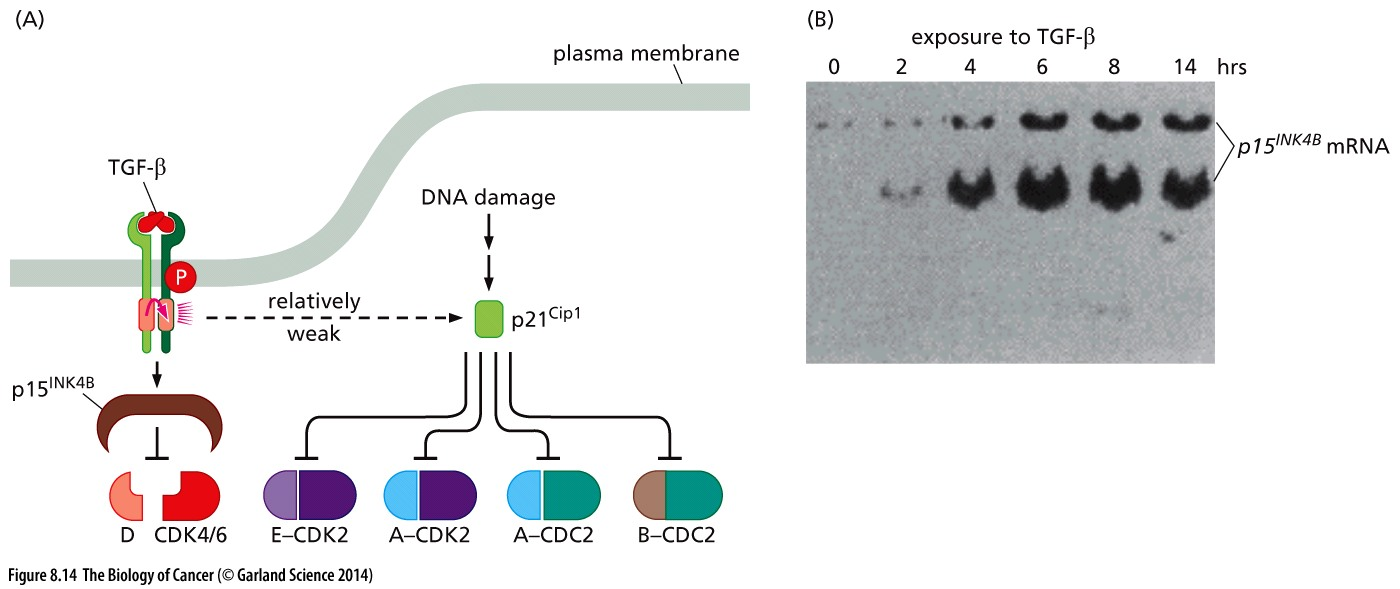 (A)
plasma membrane
TGF-β
DNA damage
P
relatively
weak
p21Cip1
p15INK4B
D CDK4/6 E–CDK2 A–CDK2 A–CDC2 B–CDC2
(B)
exposure to TGF-β
0 2 4 6 8 14 hrs
p15INK4B mRNA
Figure 8.14 The Biology of Cancer (© Garland Science 2014)